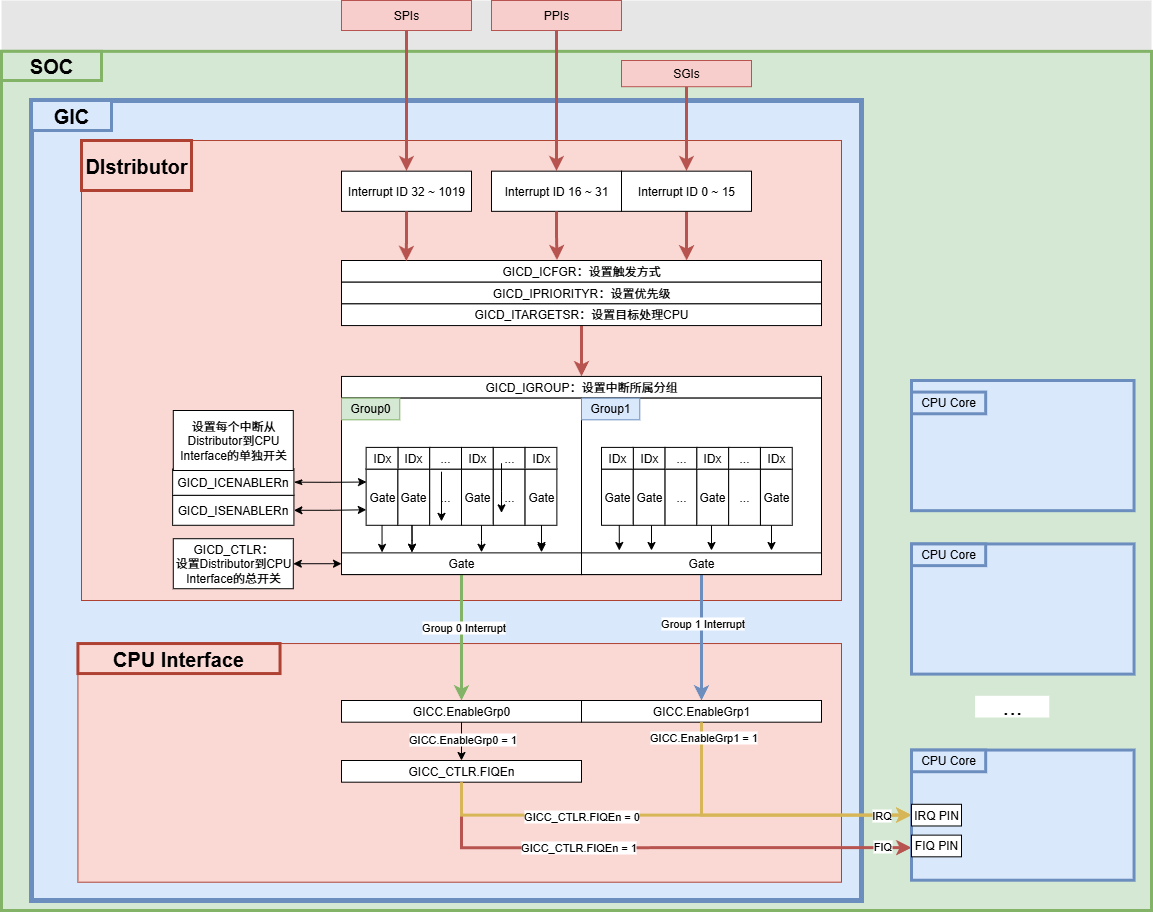 SPIs
PPIs
SOC
SGIs
GIC
DIstributor
Interrupt ID 32 ~ 1019
Interrupt ID 16 ~ 31
Interrupt ID 0 ~ 15
GICD_ICFGR：设置触发方式
GICD_IPRIORITYR：设置优先级
GICD_ITARGETSR：设置目标处理CPU
GICD_IGROUP：设置中断所属分组
Group0
Group1
设置每个中断从
Distributor到CPU
Interface的单独开关
GICD_ICENABLERn
GICD_ISENABLERn
IDx IDx ... IDx ... IDx
Gate Gate ... Gate ... Gate
IDx IDx ... IDx ... IDx
Gate Gate ... Gate ... Gate
GICD_CTLR：
设置Distributor到CPU
Interface的总开关
Gate
Gate
Group 0 Interrupt
Group 1 Interrupt
CPU Interface
GICC.EnableGrp0
GICC.EnableGrp1
GICC.EnableGrp0 = 1
GICC.EnableGrp1 = 1
GICC_CTLR.FIQEn
GICC_CTLR.FIQEn = 0
GICC_CTLR.FIQEn = 1
IRQ
FIQ
CPU Core
CPU Core
...
CPU Core
IRQ PIN
FIQ PIN